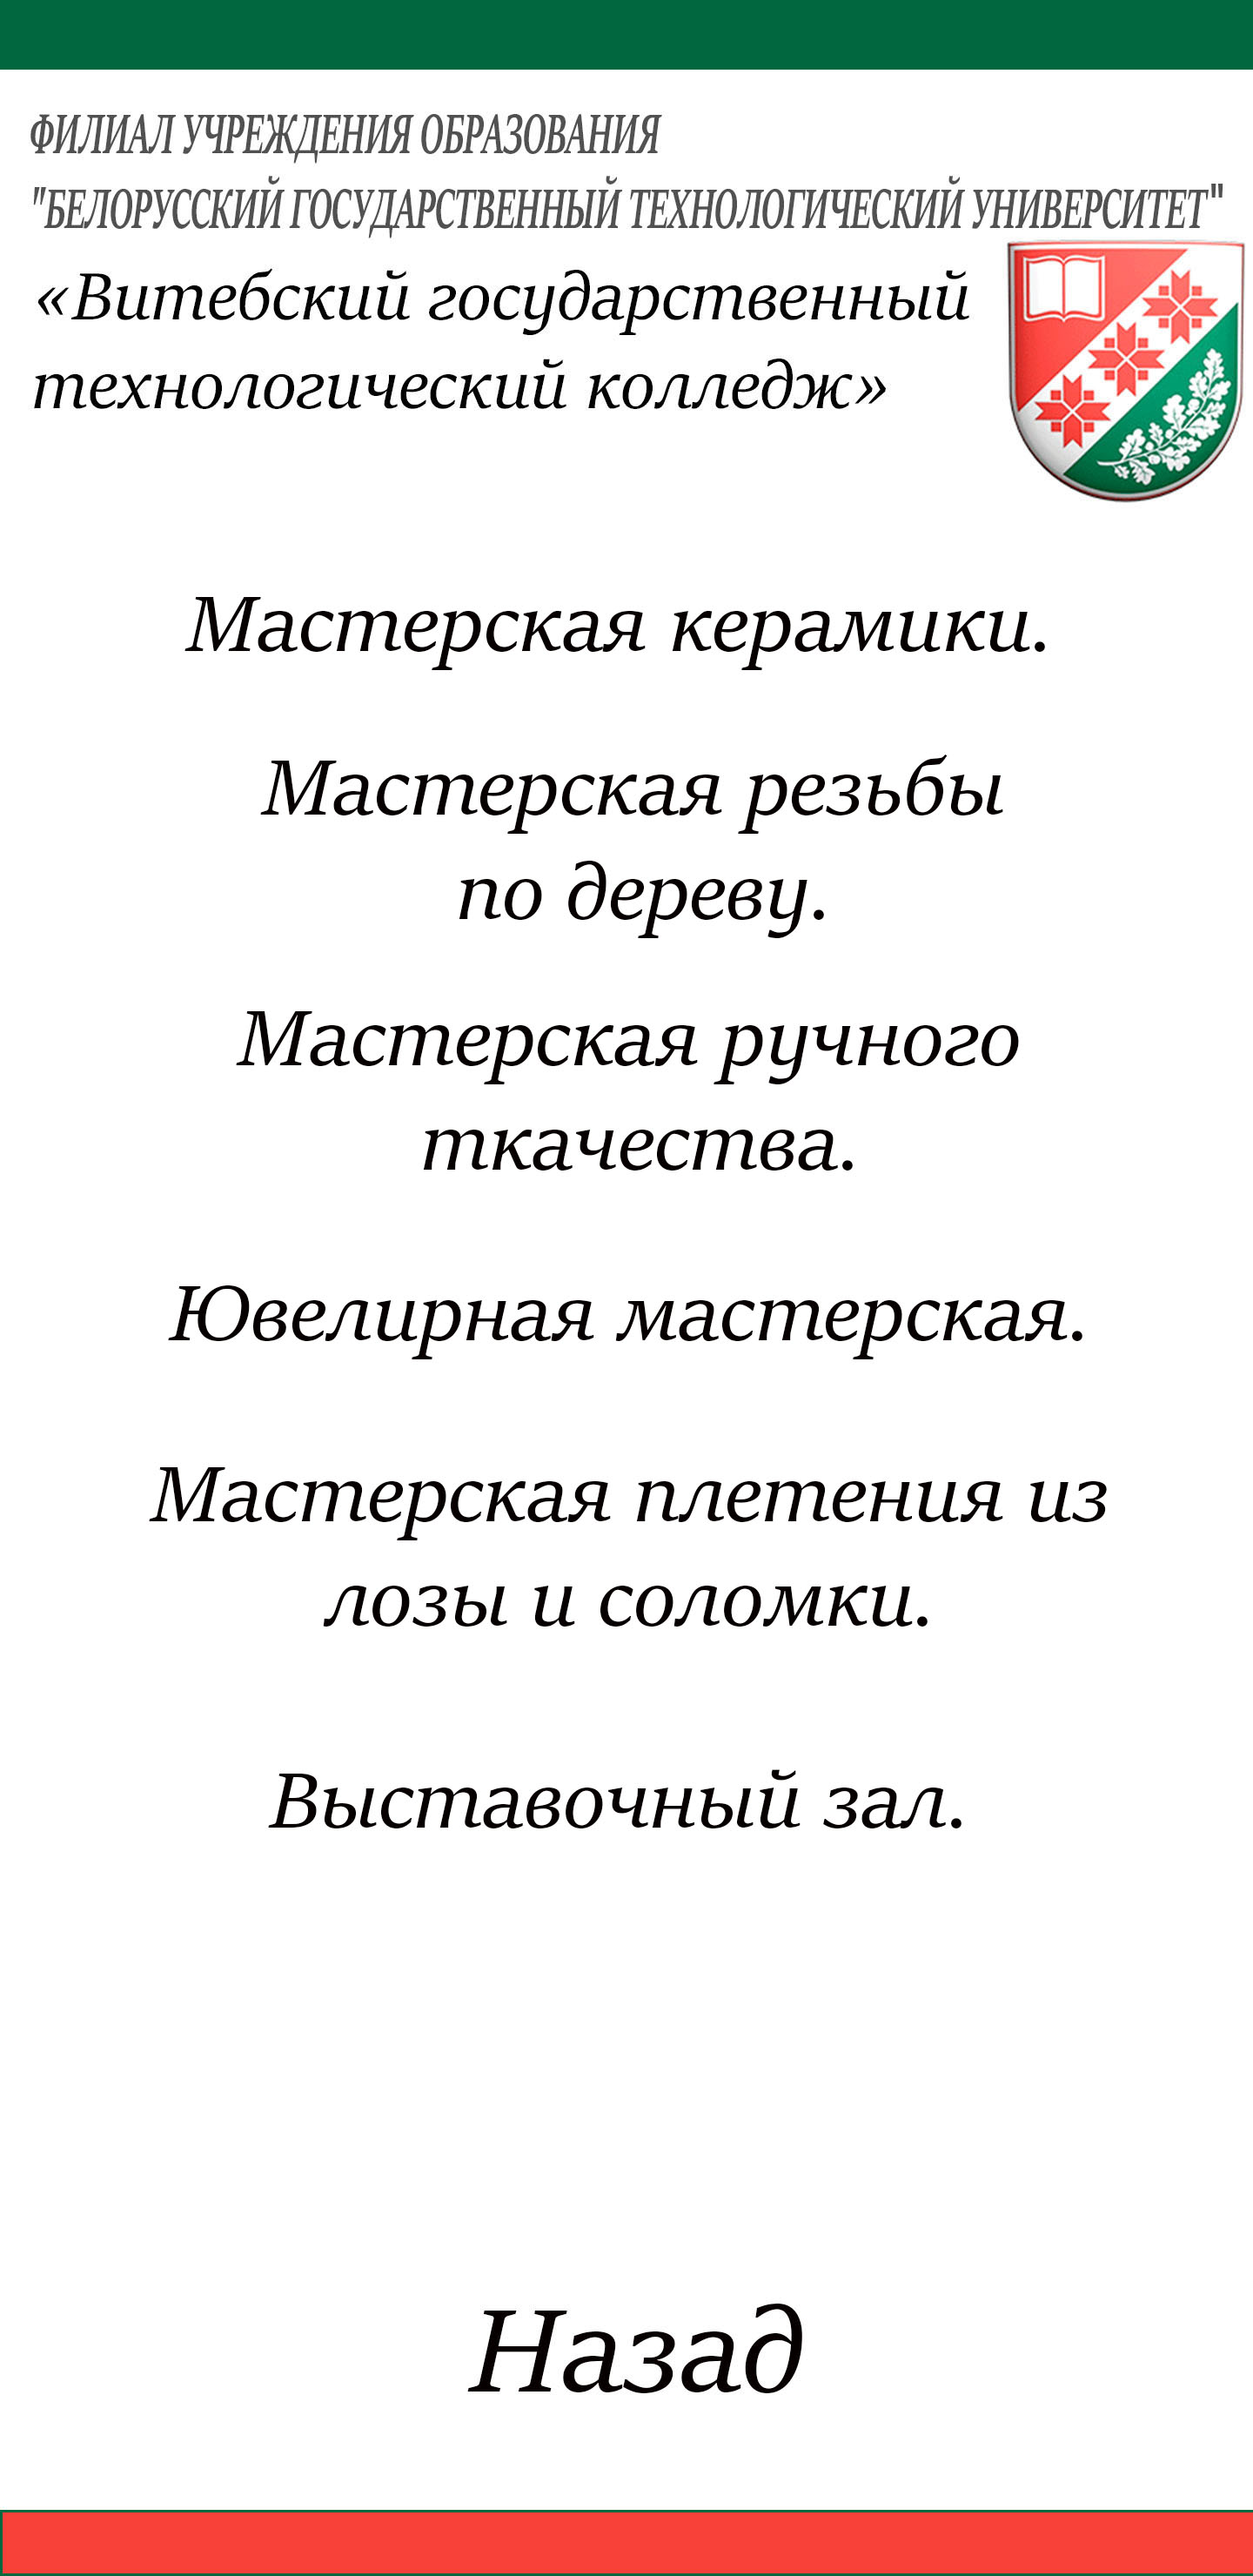 ФИЛИАЛ УЧРЕЖДЕНИЯ ОБРАЗОВАНИЯ
"БЕЛОРУССКИЙ ГОСУДАРСТВЕННЫЙ ТЕХНОЛОГИЧЕСКИЙ УНИВЕРСИТЕТ"
«Витебский государственный
технологический колледж»
Мастерская керамики.
Мастерская резьбы
по дереву.
Мастерская ручного
ткачества.
Ювелирная мастерская.
Мастерская плетения из
лозы и соломки.
Выставочный зал.
Назад